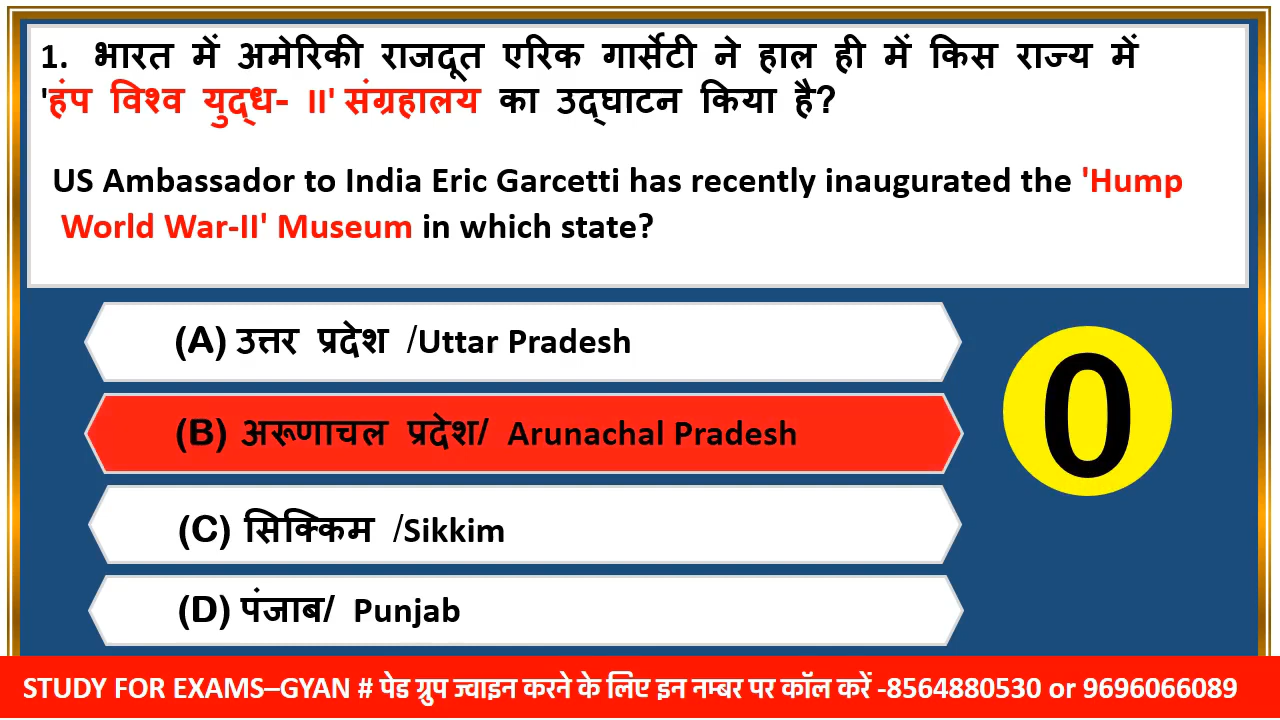 1. भारत में अमेरिकी राजदूत एरिक गार्सेटी ने हाल ही में किस राज्य में
'हंप विश्व युद्ध- II' संग्रहालय का उद्घाटन किया है?
US Ambassador to India Eric Garcetti has recently inaugurated the 'Hump
World War-II' Museum in which state?
(A) उत्तर प्रदेश /Uttar Pradesh
(B) अरूणाचल प्रदेश/ Arunachal Pradesh
0
(C) सिक्किम /Sikkim
(D) पंजाब/ Punjab
STUDY FOR EXAMS–GYAN # पेड ग्रुप ज्वाइन करने के लिए इन नम्बर पर कॉल करें -8564880530 or 9696066089